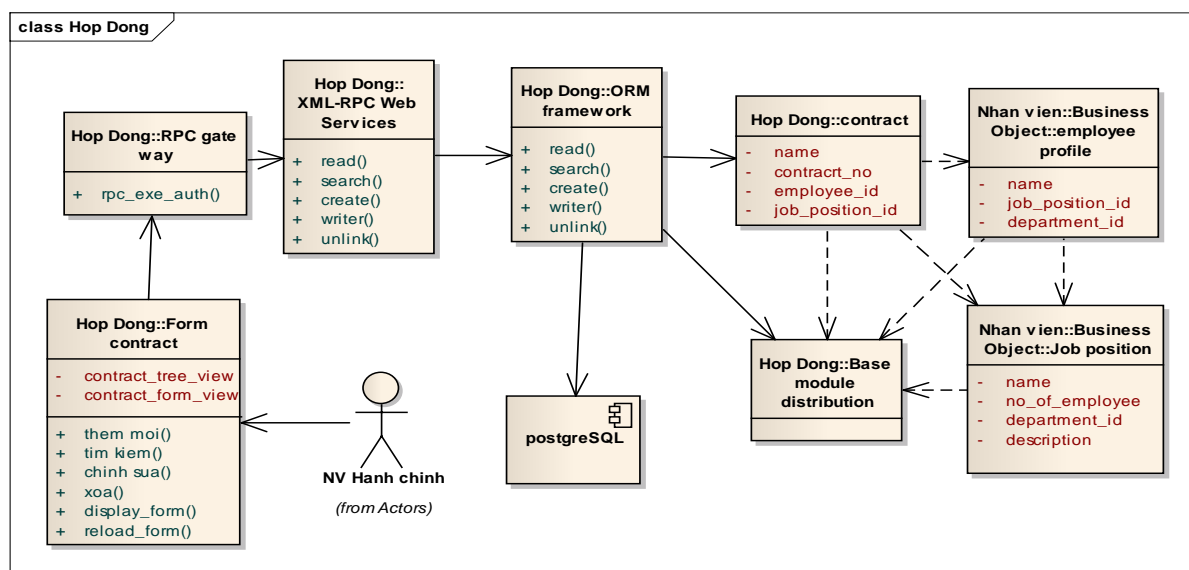 class Hop Dong
Hop Dong::RPC gate
way
+ rpc_exe_auth()
Hop Dong::
XML-RPC Web
Services
+ read()
+ search()
+ create()
+ writer()
+ unlink()
Hop Dong::ORM
framework
+ read()
+ search()
+ create()
+ writer()
+ unlink()
Hop Dong::contract
- name
- contracrt_no
- employee_id
- job_position_id
Nhan vien::Business
Object::employee
profile
- name
- job_position_id
- department_id
Hop Dong::Form
contract
- contract_tree_view
- contract_form_view
+ them moi()
+ tim kiem()
+ chinh sua()
+ xoa()
+ display_form()
+ reload_form()
NV Hanh chinh
(from Actors)
postgreSQL
Hop Dong::Base
module
distribution
Nhan vien::Business
Object::Job position
- name
- no_of_employee
- department_id
- description